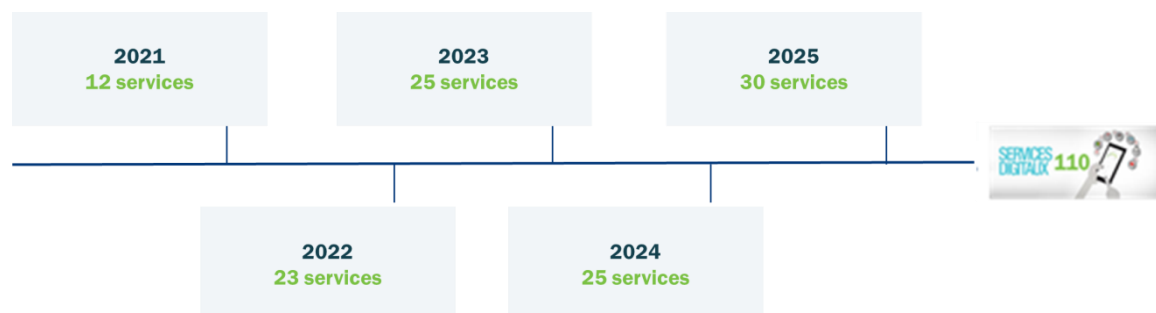 2021
12 services
2022
23 services
2023
25 services
2024
25 services
2025
30 services
SERVICES
DIGITAUX
110